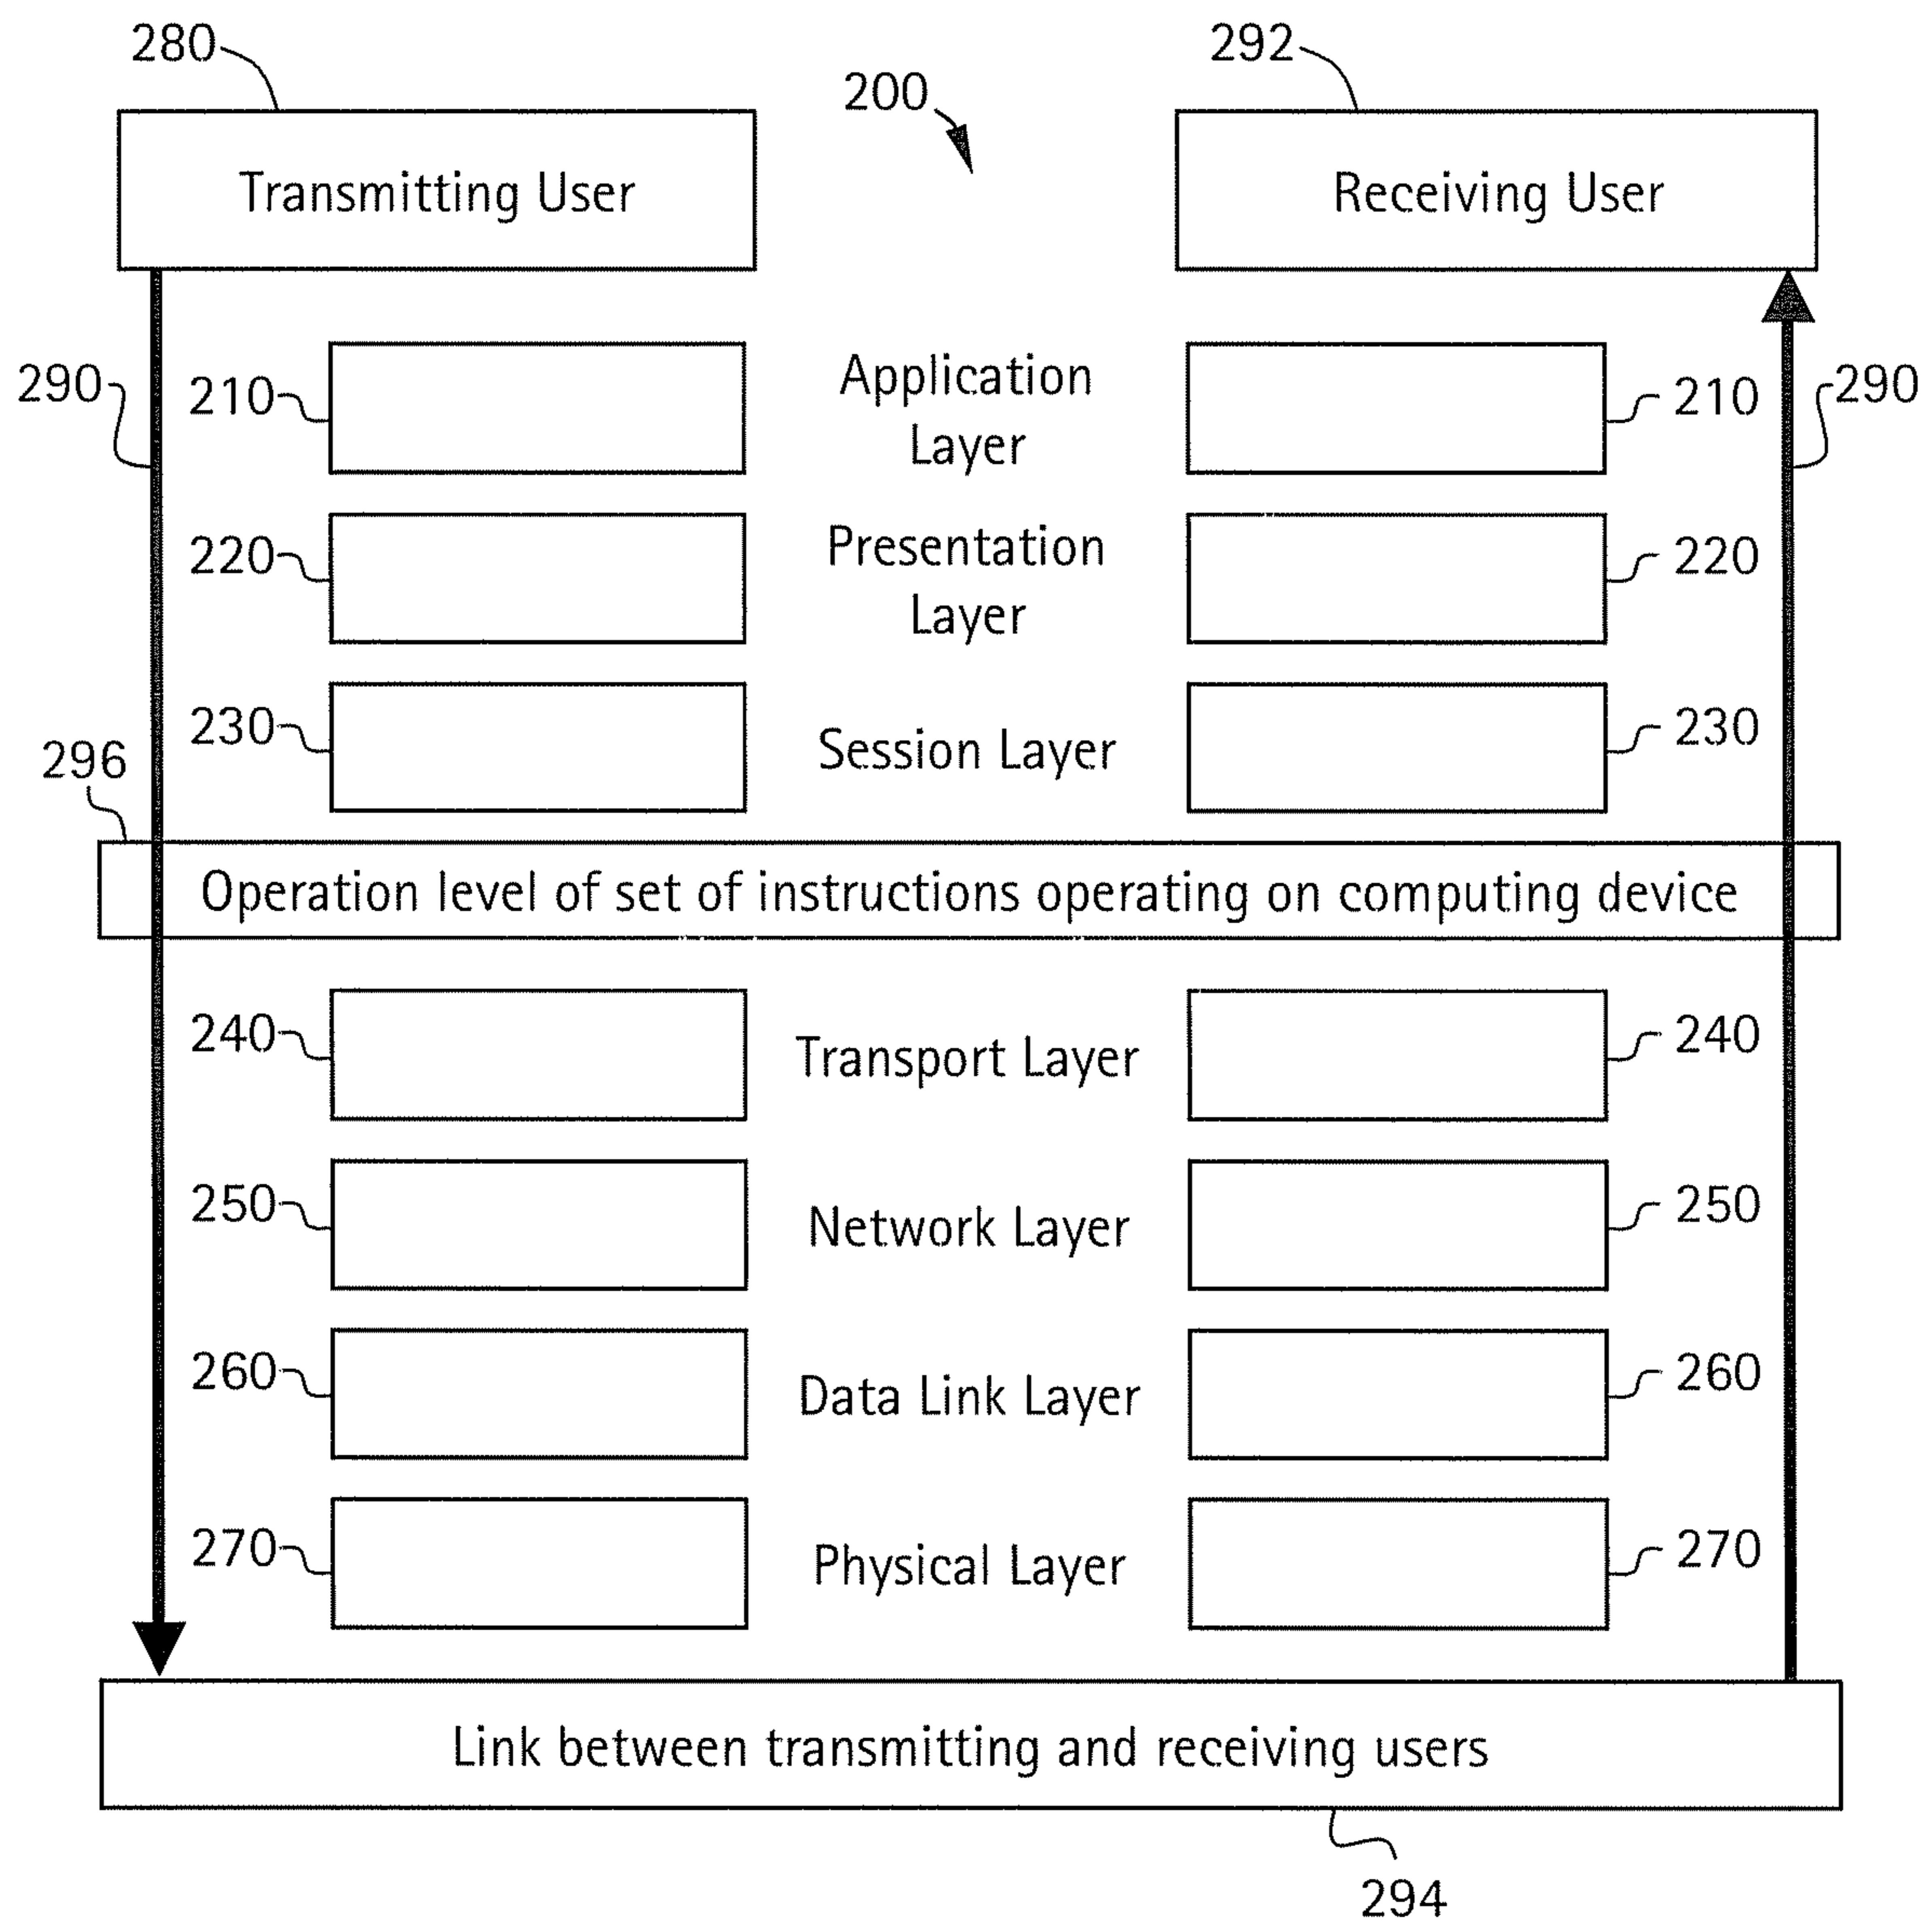 280
292
200
Transmitting User
Receiving User
290
210
Application
Layer
210
290
220
Presentation
Layer
220
230
Session Layer
230
296
Operation level of set of instructions operating on computing device
240
Transport Layer
240
250
Network Layer
250
260
Data Link Layer
260
270
Physical Layer
270
Link between transmitting and receiving users
294